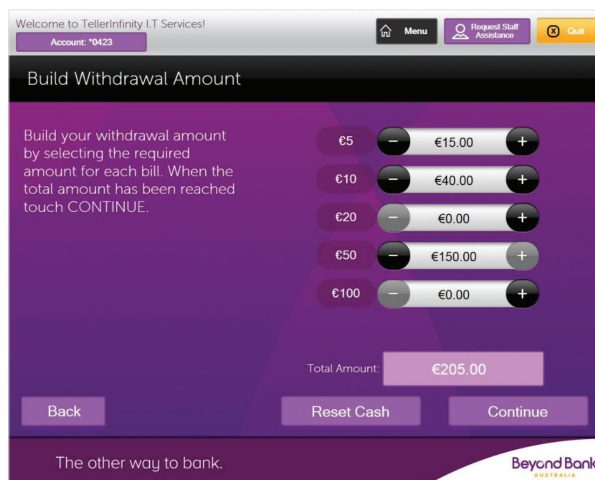 Welcome to TellerInfinity I.T Services!
Account: *0423
Menu
Request Staff
Assistance
Quit
Build Withdrawal Amount
Build your withdrawal amount
by selecting the required
amount for each bill. When the
total amount has been reached
touch CONTINUE.
€5 − €15.00 +
€10 − €40.00 +
€20 − €0.00 +
€50 − €150.00 +
€100 − €0.00 +
Total Amount: €205.00
Back
Reset Cash
Continue
The other way to bank.
Beyond Bank
AUSTRALIA